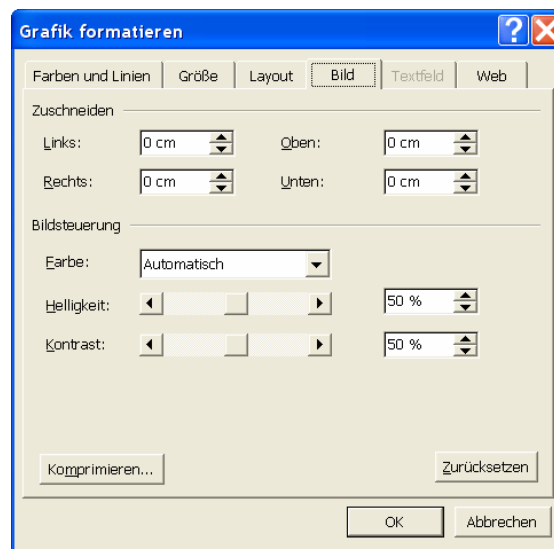 Grafik formatieren
Farben und Linien Größe Layout Bild Textfeld Web
Zuschneiden
Links: 0 cm Oben: 0 cm
Rechts: 0 cm Unten: 0 cm
Bildsteuerung
Farbe: Automatisch
Helligkeit: 50 %
Kontrast: 50 %
Komprimieren... Zurücksetzen
OK Abbrechen